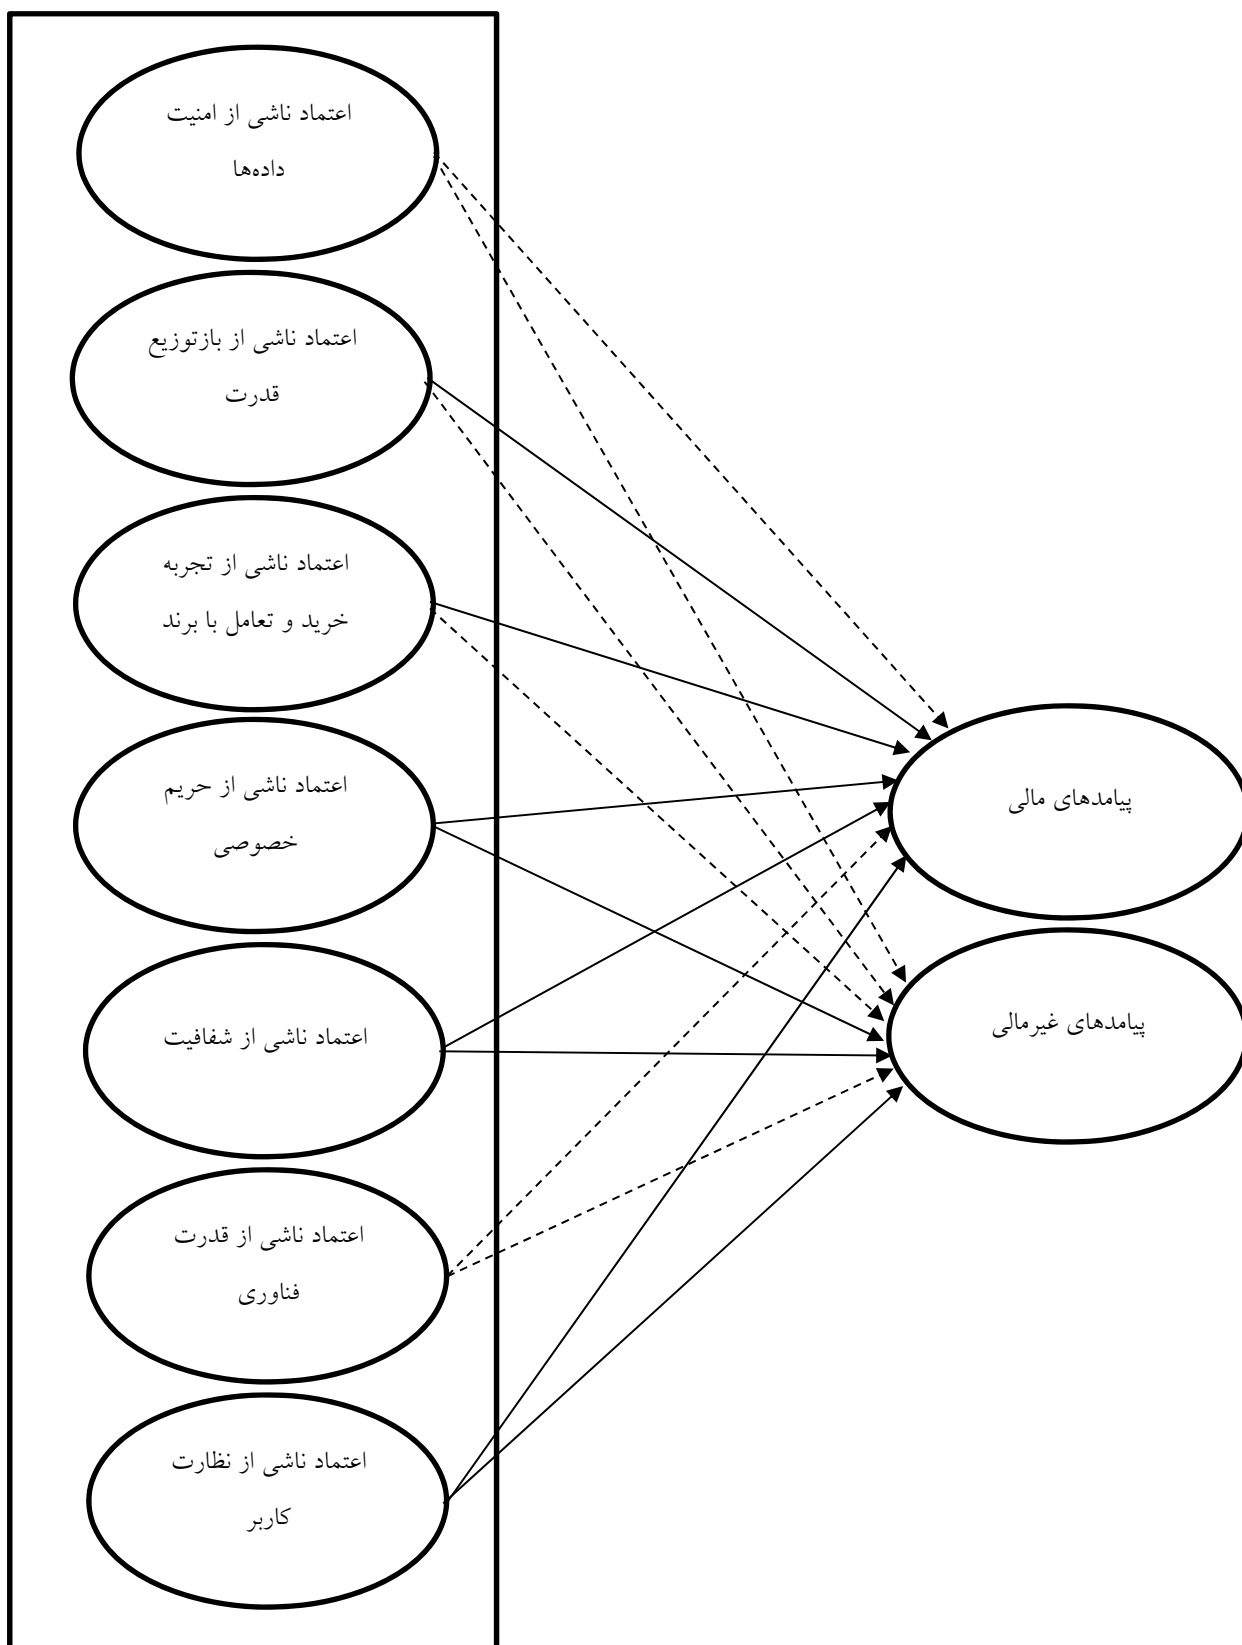 اعتماد ناشی از امنیت
داده‌ها
اعتماد ناشی از بازتوزیع
قدرت
اعتماد ناشی از تجربه
خرید و تعامل با برند
اعتماد ناشی از حریم
خصوصی
اعتماد ناشی از شفافیت
اعتماد ناشی از قدرت
فناوری
اعتماد ناشی از نظارت
کاربر
پیامدهای مالی
پیامدهای غیرمالی